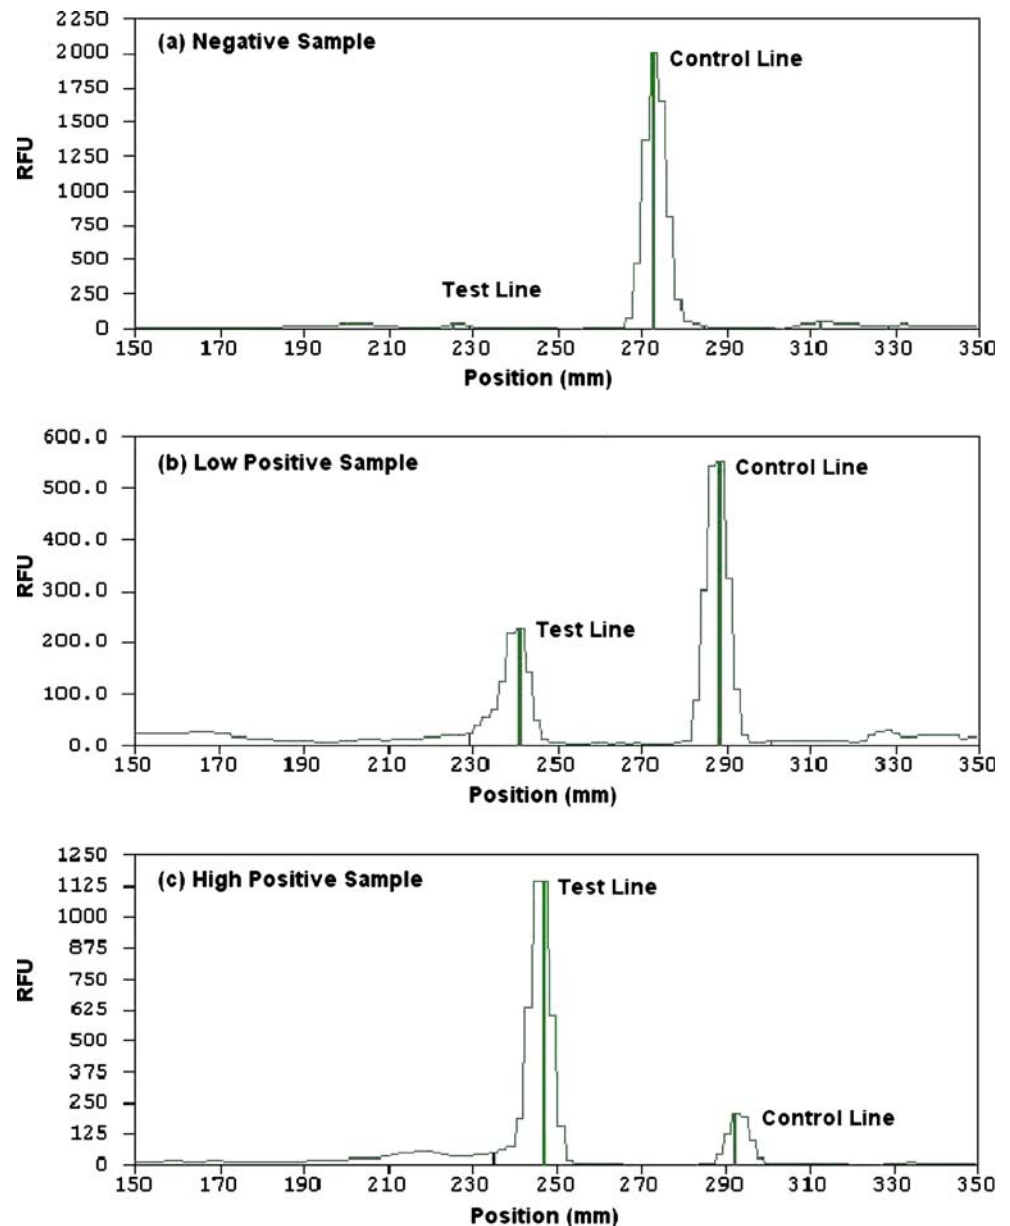 2250
(a) Negative Sample
2000
Control Line
1750
1500
RFU
1250
1000
750
500
Test Line
250
0
150 170 190 210 230 250 270 290 310 330 350
Position (mm)
600.0
(b) Low Positive Sample
Control Line
500.0
400.0
RFU
300.0
Test Line
200.0
100.0
0.0
150 170 190 210 230 250 270 290 310 330 350
Position (mm)
1250
(c) High Positive Sample
Test Line
1125
1000
875
RFU
750
625
500
375
250
Control Line
125
0
150 170 190 210 230 250 270 290 310 330 350
Position (mm)